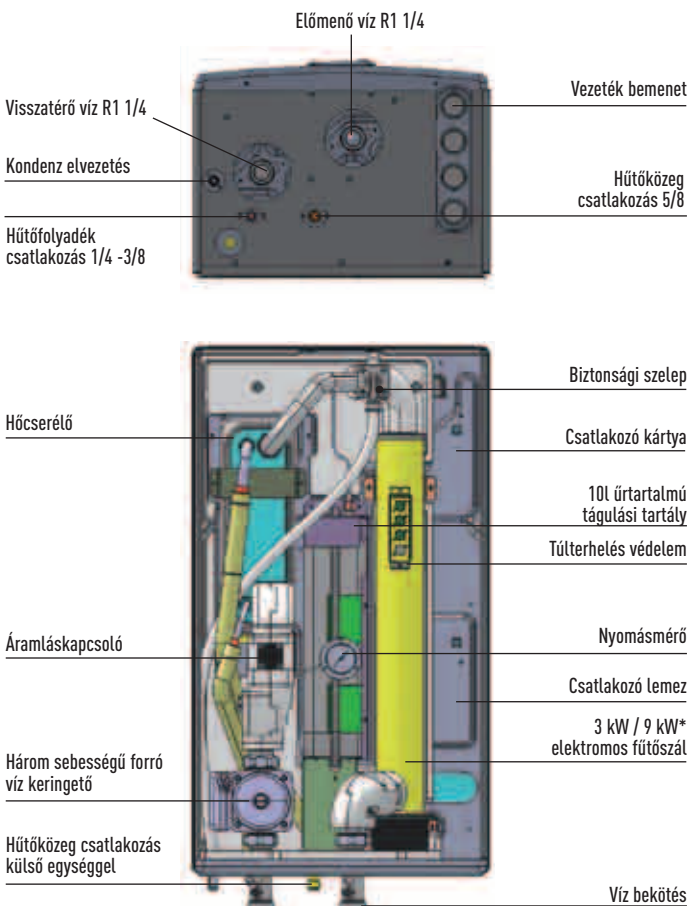 Előmenő víz R1 1/4
Vezeték bemenet
Visszatérő víz R1 1/4
Kondenz elvezetés
Hűtőközeg
csatlakozás 5/8
Hűtőfolyadék
csatlakozás 1/4 -3/8
Biztonsági szelep
Hőcserélő
Csatlakozó kártya
10l űrtartalmú
tágulási tartály
Túlterhelés védelem
Áramláskapcsoló
Nyomásmérő
Csatlakozó lemez
3 kW / 9 kW*
elektromos fűtőszál
Három sebességű forró
víz keringető
Hűtőközeg csatlakozás
külső egységgel
Víz bekötés